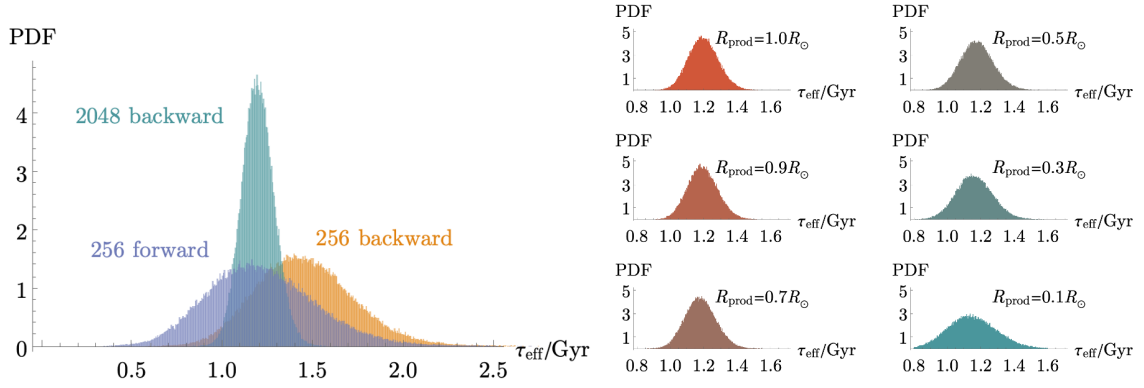 PDF
2048 backward
256 forward
256 backward
4
3
2
1
0
0.5
1.0
1.5
2.0
2.5
τeff/Gyr
PDF
5
3
1
Rprod=1.0R⊙
0.8 1.0 1.2 1.4 1.6
τeff/Gyr
PDF
5
3
1
Rprod=0.5R⊙
0.8 1.0 1.2 1.4 1.6
τeff/Gyr
PDF
5
3
1
Rprod=0.9R⊙
0.8 1.0 1.2 1.4 1.6
τeff/Gyr
PDF
5
3
1
Rprod=0.3R⊙
0.8 1.0 1.2 1.4 1.6
τeff/Gyr
PDF
5
3
1
Rprod=0.7R⊙
0.8 1.0 1.2 1.4 1.6
τeff/Gyr
PDF
5
3
1
Rprod=0.1R⊙
0.8 1.0 1.2 1.4 1.6
τeff/Gyr